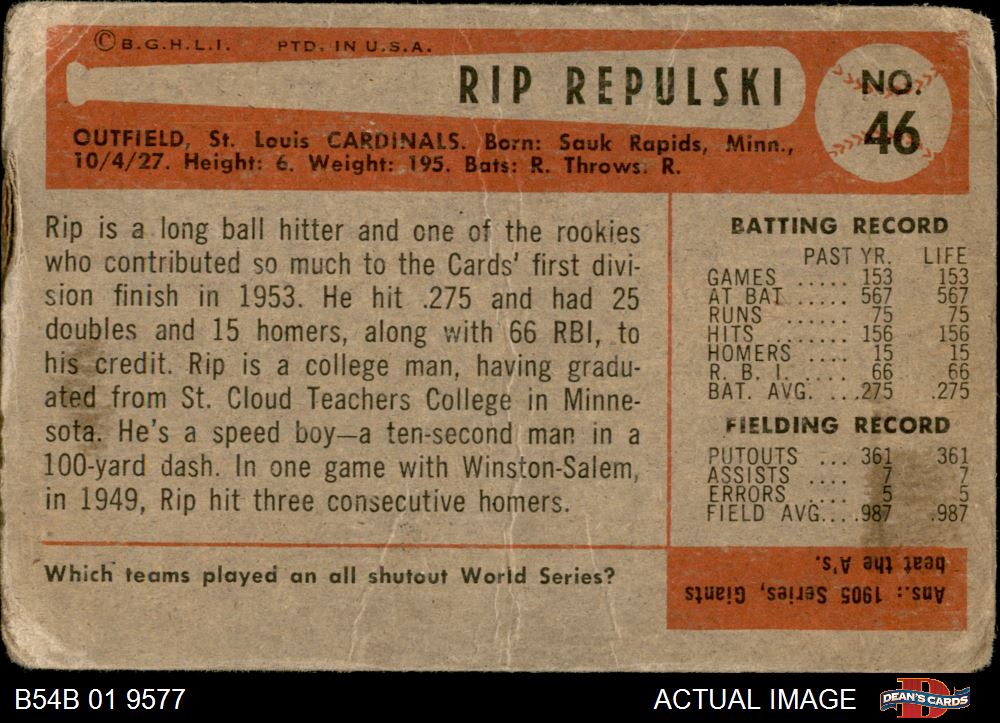 ©B.G.H.L.I. PTD. IN U.S.A.
RIP REPULSKI
NO.
46
OUTFIELD, St. Louis CARDINALS. Born: Sauk Rapids, Minn.,
10/4/27. Height: 6. Weight: 195. Bats: R. Throws: R.
Rip is a long ball hitter and one of the rookies
who contributed so much to the Cards' first divi-
sion finish in 1953. He hit .275 and had 25
doubles and 15 homers, along with 66 RBI, to
his credit. Rip is a college man, having gradu-
ated from St. Cloud Teachers College in Minne-
sota. He's a speed boy—a ten-second man in a
100-yard dash. In one game with Winston-Salem,
in 1949, Rip hit three consecutive homers.
BATTING RECORD
PAST YR. LIFE
GAMES ..... 153 153
AT BAT ..... 567 567
RUNS ...... 75 75
HITS ...... 156 156
HOMERS .... 15 15
R. B. I. ..... 66 66
BAT. AVG. ... .275 .275
FIELDING RECORD
PUTOUTS ... 361 361
ASSISTS .... 7 7
ERRORS .... 5 5
FIELD AVG....987 .987
Which teams played an all shutout World Series?
Ans.: 1905 Series, Giants
beat the A's.
B54B 01 9577
ACTUAL IMAGE
D
DEAN'S CARDS